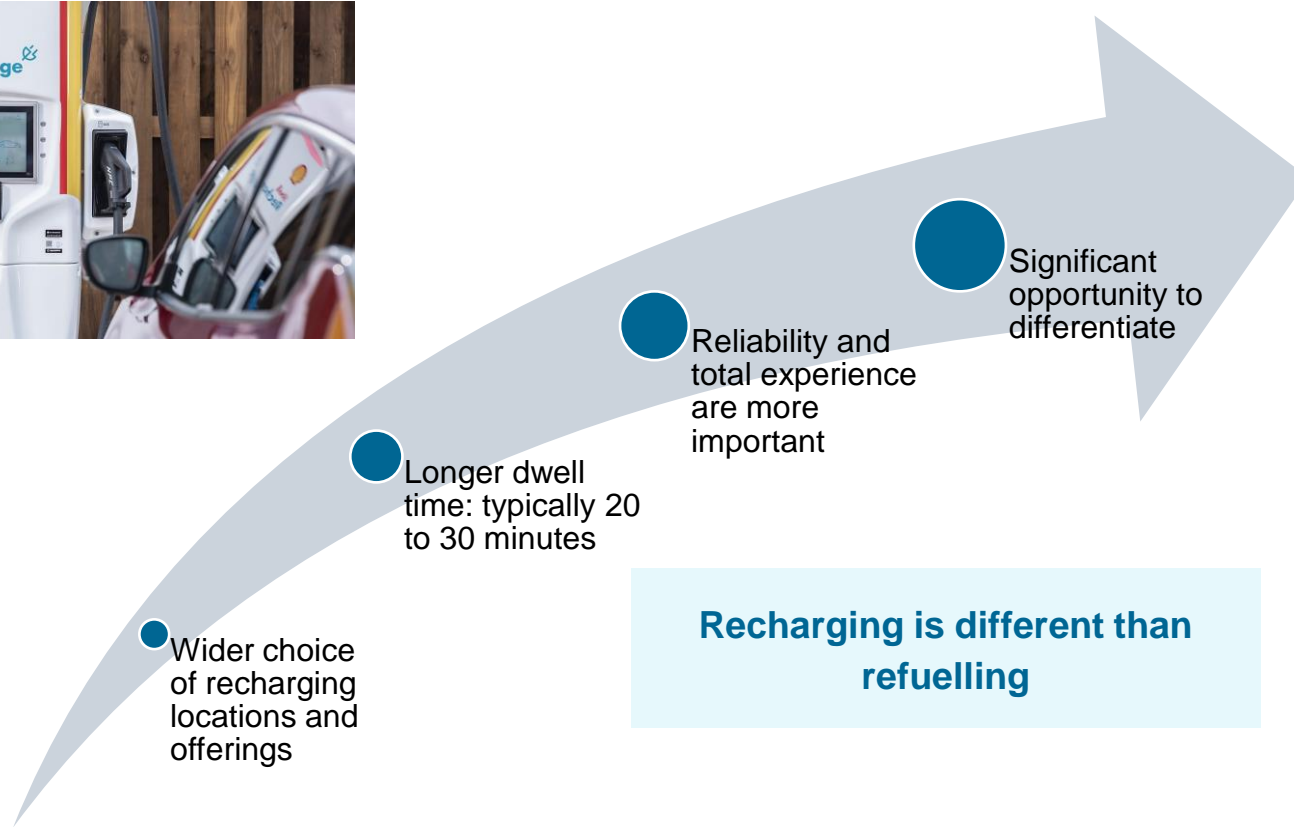 ge
Wider choice
of recharging
locations and
offerings
Longer dwell
time: typically 20
to 30 minutes
Reliability and
total experience
are more
important
Significant
opportunity to
differentiate
Recharging is different than
refuelling